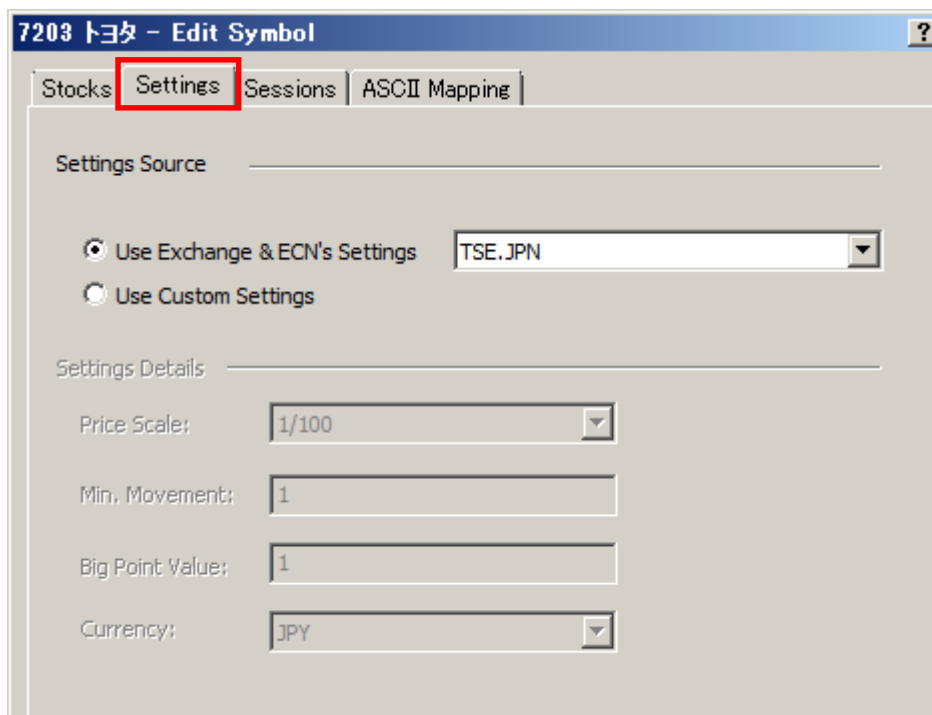 7203 トヨタ - Edit Symbol ?
Stocks Settings Sessions ASCII Mapping
Settings Source
Use Exchange & ECN's Settings TSE.JPN
Use Custom Settings
Settings Details
Price Scale: 1/100
Min. Movement: 1
Big Point Value: 1
Currency: JPY